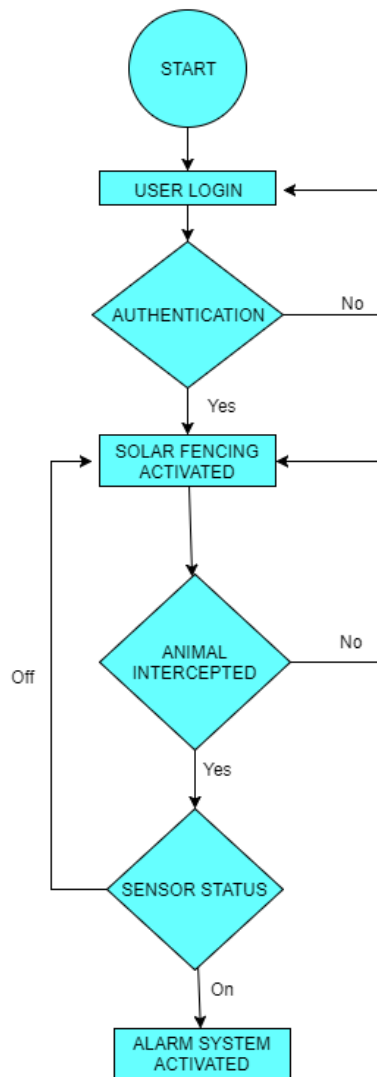 START
USER LOGIN
AUTHENTICATION
No
Yes
SOLAR FENCING
ACTIVATED
ANIMAL
INTERCEPTED
No
Off
Yes
SENSOR STATUS
On
ALARM SYSTEM
ACTIVATED